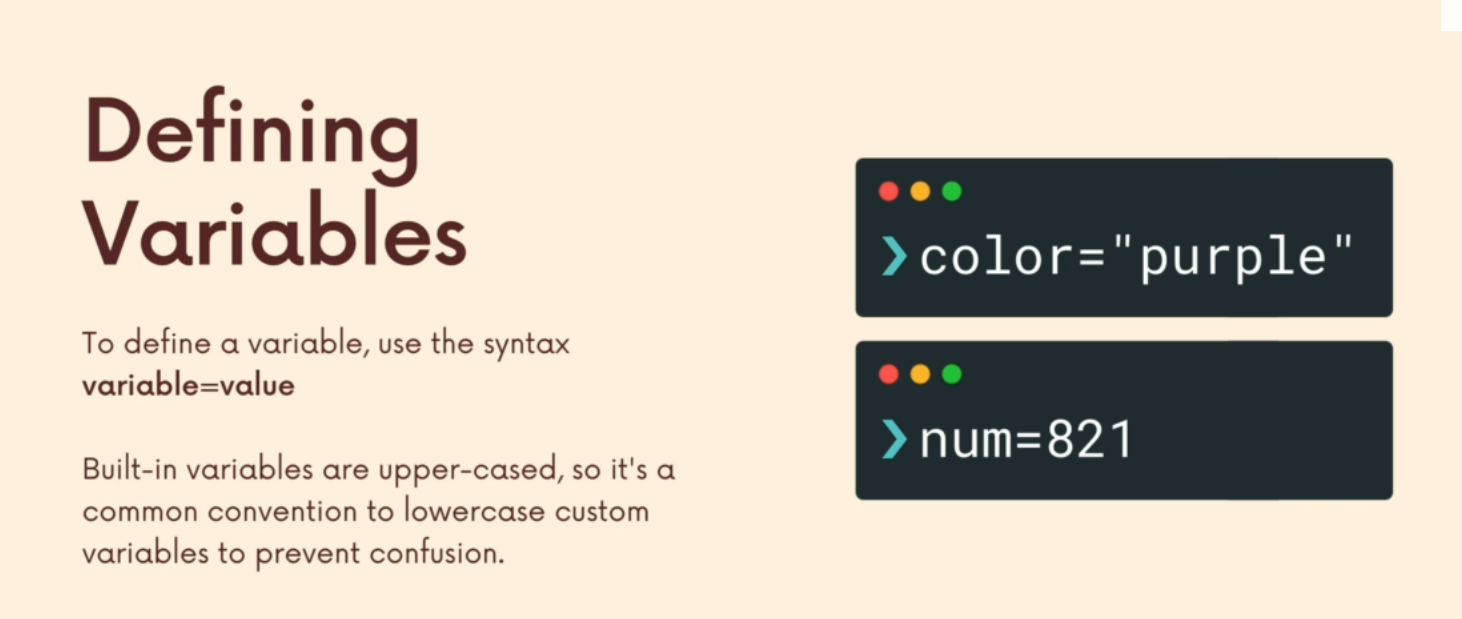 Defining
Variables
To define a variable, use the syntax
variable=value
Built-in variables are upper-cased, so it's a
common convention to lowercase custom
variables to prevent confusion.
❯color="purple"
❯num=821